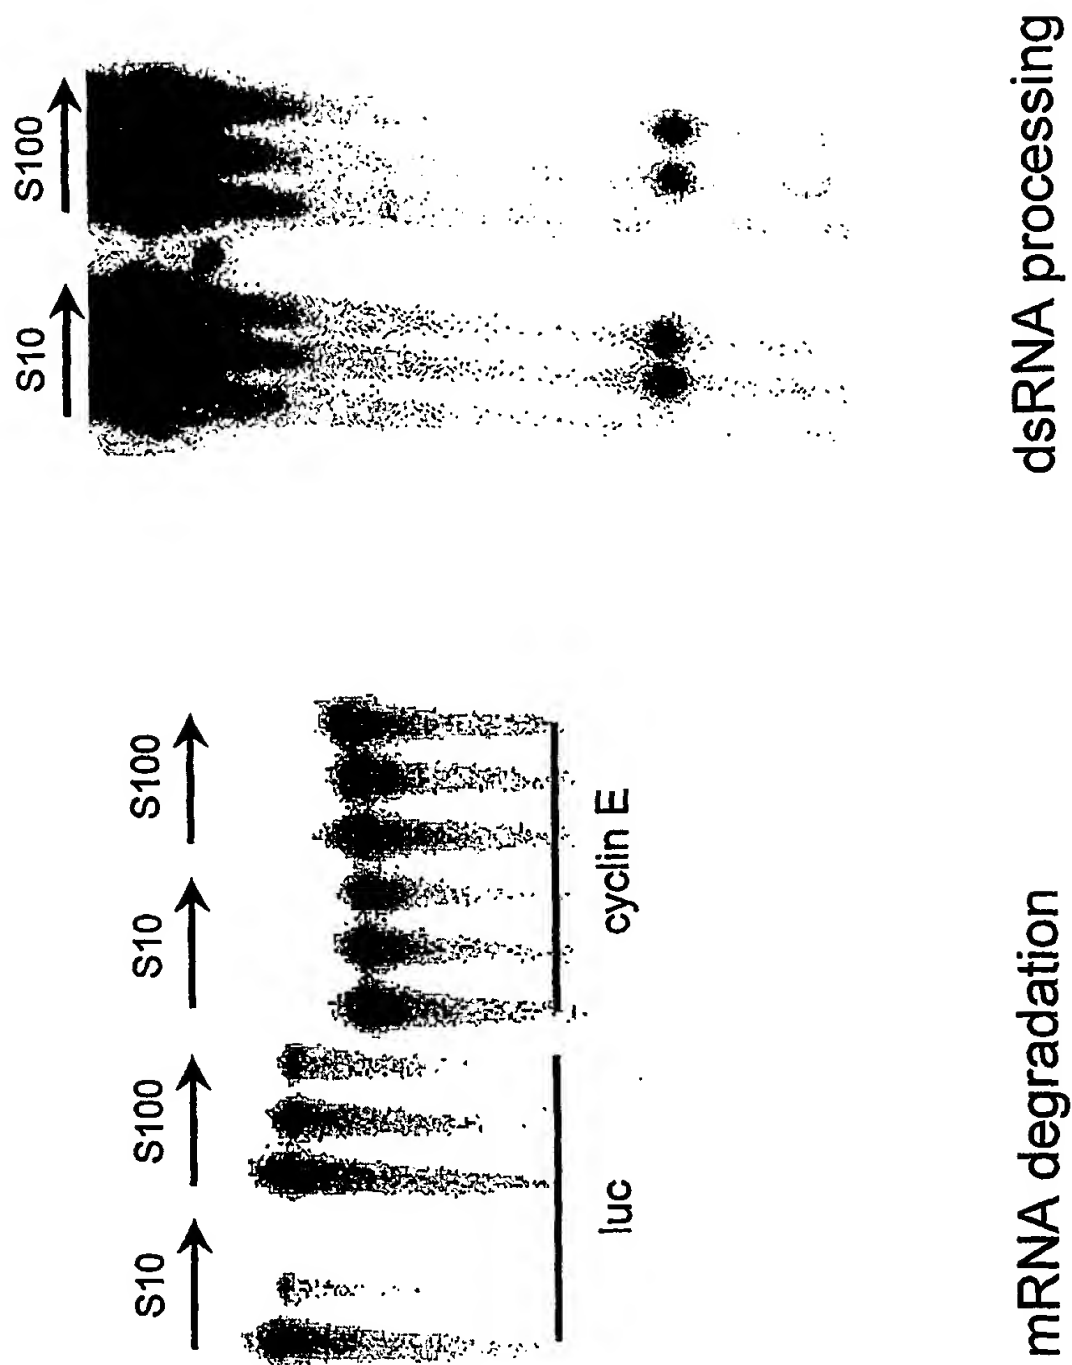 S10
S100
S10
S100
S10
S100
luc
cyclin E
mRNA degradation
dsRNA processing